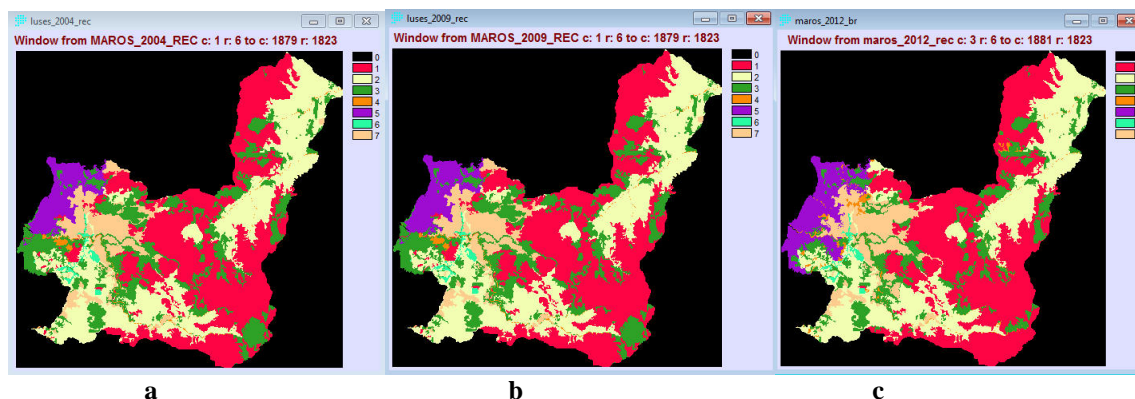 luses_2004_rec
Window from MAROS_2004_REC c: 1 r: 6 to c: 1879 r: 1823
0
1
2
3
4
5
6
7
a
luses_2009_rec
Window from MAROS_2009_REC c: 1 r: 6 to c: 1879 r: 1823
0
1
2
3
4
5
6
7
b
maros_2012_br
Window from maros_2012_rec c: 3 r: 6 to c: 1881 r: 1823
c